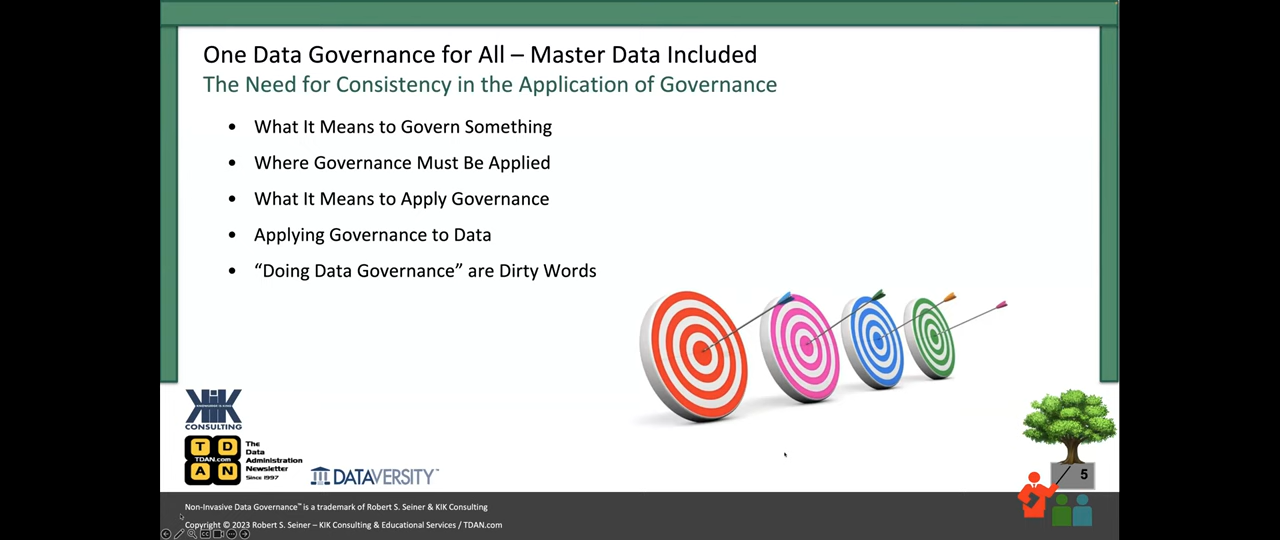 One Data Governance for All – Master Data Included
The Need for Consistency in the Application of Governance
• What It Means to Govern Something
• Where Governance Must Be Applied
• What It Means to Apply Governance
• Applying Governance to Data
• “Doing Data Governance” are Dirty Words
KIK
CONSULTING
T D
TDAN.com
A N
The
Data
Administration
Newsletter
Since 1997
DATAVERSITY™
5
Non-Invasive Data Governance™ is a trademark of Robert S. Seiner & KIK Consulting
Copyright © 2023 Robert S. Seiner – KIK Consulting & Educational Services / TDAN.com